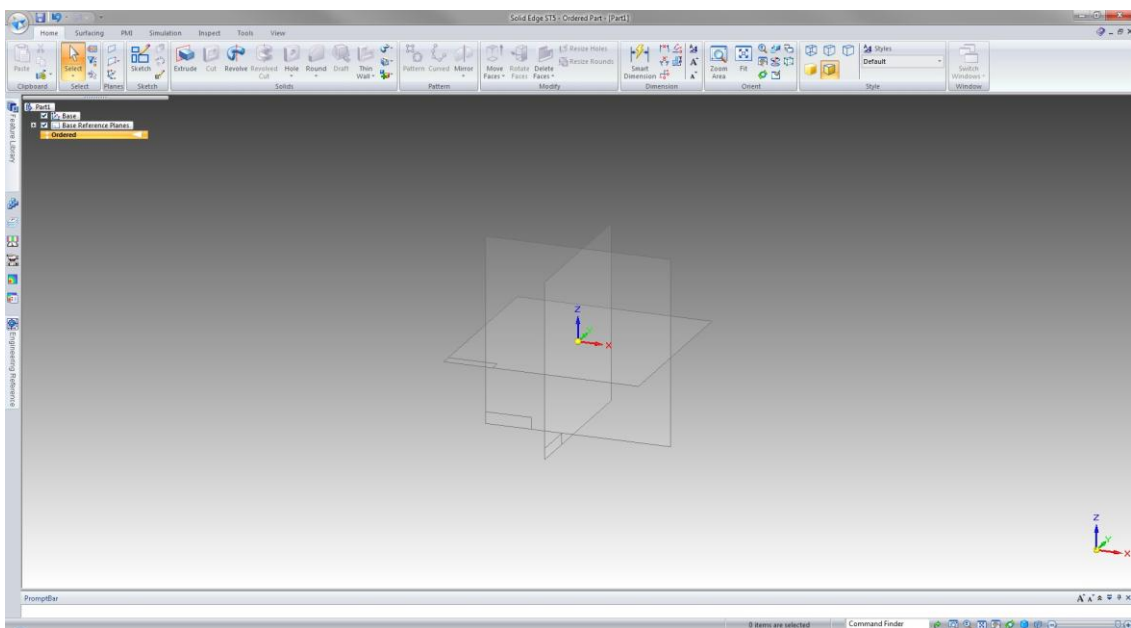 Solid Edge ST5 - Ordered Part - [Part1]
Home Surfacing PMI Simulation Inspect Tools View
Paste
Clipboard
Select
Select
Planes
Sketch
Sketch
Extrude Cut Revolve Revolved Cut Hole Round Draft Thin Wall
Solids
Pattern Curved Mirror
Pattern
Move Faces Rotate Faces Delete Faces
Resize Holes
Resize Rounds
Modify
Smart Dimension
Dimension
Zoom Area
Fit
Orient
Styles
Default
Style
Switch Windows
Window
Part1
Base
Base Reference Planes
Ordered
Feature Library
Engineering Reference
Z
Y
X
Z
Y
X
PromptBar
0 items are selected
Command Finder